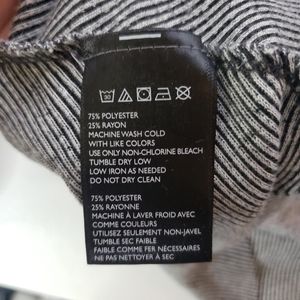 30
75% POLYESTER
25% RAYON
MACHINE WASH COLD
WITH LIKE COLORS
USE ONLY NON-CHLORINE BLEACH
TUMBLE DRY LOW
LOW IRON AS NEEDED
DO NOT DRY CLEAN
75% POLYESTER
25% RAYONNE
MACHINE À LAVER FROID AVEC
COMME COULEURS
UTILISEZ SEULEMENT NON-JAVEL
TUMBLE SEC FAIBLE
FAIBLE COMME FER NÉCESSAIRES
NE PAS NETTOYER À SEC